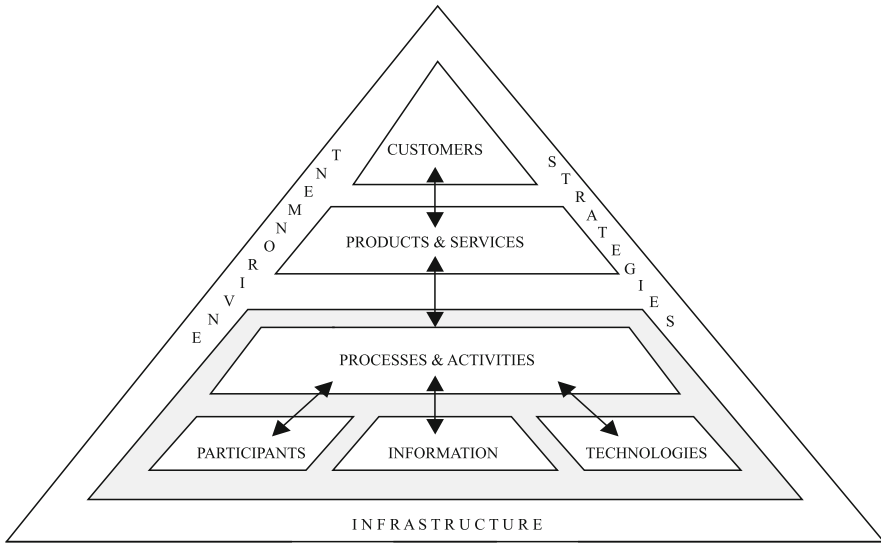 CUSTOMERS
ENVIRONMENT
STRATEGIES
PRODUCTS & SERVICES
PROCESSES & ACTIVITIES
PARTICIPANTS
INFORMATION
TECHNOLOGIES
INFRASTRUCTURE